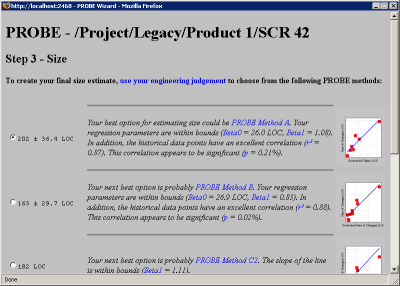 http://localhost:2468 - PROBE Wizard - Mozilla Firefox
PROBE - /Project/Legacy/Product 1/SCR 42
Step 3 - Size
To create your final size estimate, use your engineering judgement to choose from the following PROBE methods:
202 ± 36.4 LOC
Your best option for estimating size could be PROBE Method A. Your
regression parameters are within bounds (Beta0 = 26.0 LOC, Beta1 = 1.08).
In addition, the historical data points have an excellent correlation (r² =
0.87). This correlation appears to be significant (p = 0.21%).
163 ± 29.7 LOC
Your next best option is probably PROBE Method B. Your regression
parameters are within bounds (Beta0 = 26.9 LOC, Beta1 = 0.83). In
addition, the historical data points have an excellent correlation (r² = 0.88).
This correlation appears to be significant (p = 0.02%).
182 LOC
Your next best option is probably PROBE Method C2. The slope of the
line is within bounds (Beta1 = 1.11).
Done